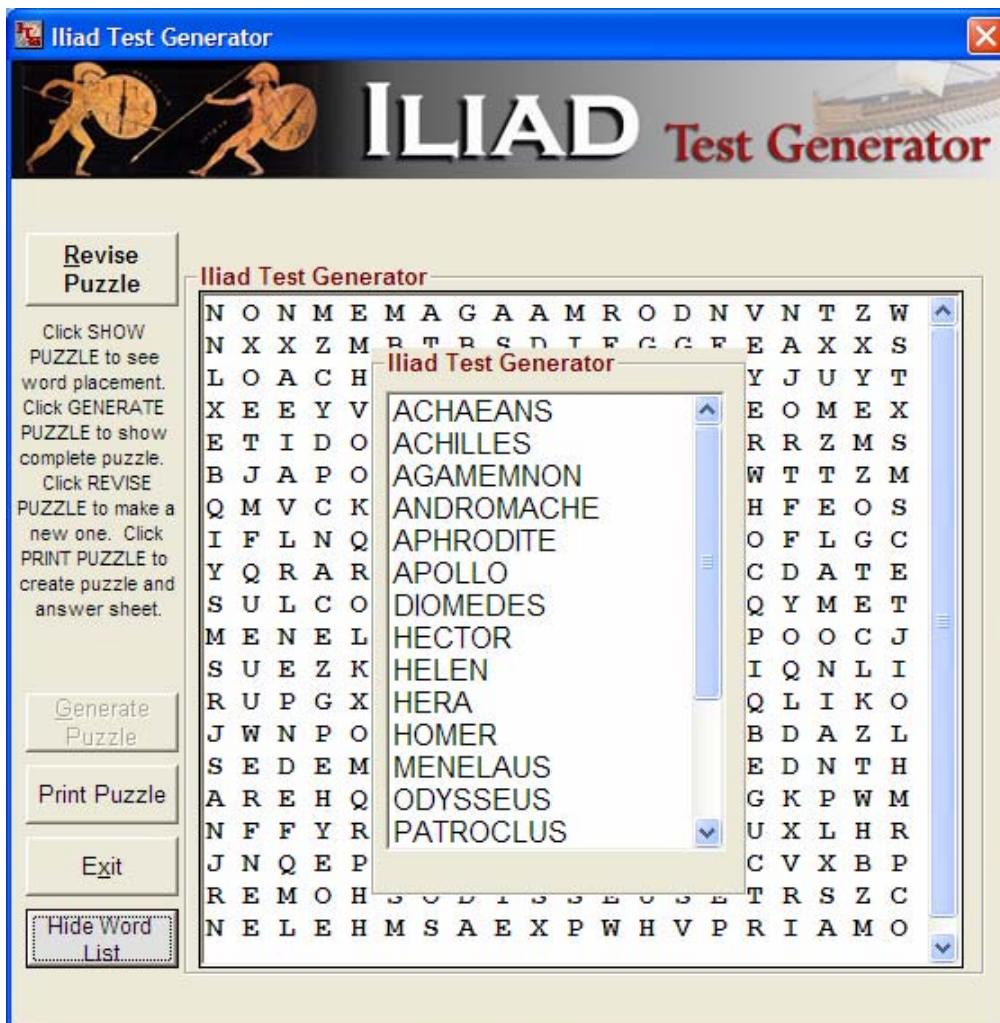 Iliad Test Generator
ILIAD Test Generator
Revise
Puzzle
Click SHOW
PUZZLE to see
word placement.
Click GENERATE
PUZZLE to show
complete puzzle.
Click REVISE
PUZZLE to make a
new one. Click
PRINT PUZZLE to
create puzzle and
answer sheet.
Generate
Puzzle
Print Puzzle
Exit
Hide Word
List
Iliad Test Generator
N O N M E M A G A A M R O D N V N T Z W
N X X Z M E A X X S
L O A C H Y J U Y T
X E E Y V E O M E X
E T I D O R R Z M S
B J A P O W T T Z M
Q M V C K H F E O S
I F L N Q O F L G C
Y Q R A R C D A T E
S U L C O Q Y M E T
M E N E L P O O C J
S U E Z K I Q N L I
R U P G X Q L I K O
J W N P O B D A Z L
S E D E M E D N T H
A R E H Q G K P W M
N F F Y R U X L H R
J N Q E P C V X B P
R E M O H T R S Z C
N E L E H M S A E X P W H V P R I A M O
Iliad Test Generator
ACHAEANS
ACHILLES
AGAMEMNON
ANDROMACHE
APHRODITE
APOLLO
DIOMEDES
HECTOR
HELEN
HERA
HOMER
MENELAUS
ODYSSEUS
PATROCLUS